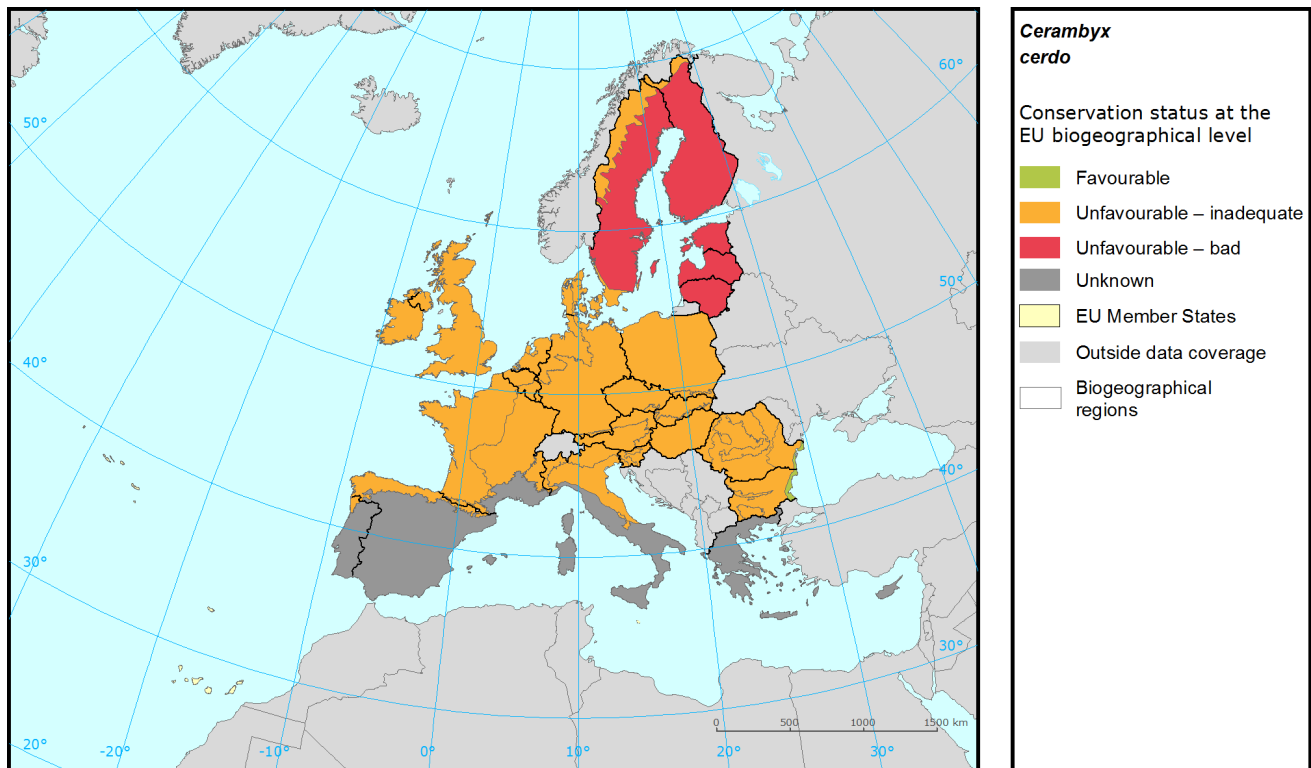 60°
50°
50°
40°
40°
30°
30°
20°
-20°
-10°
0°
10°
20°
30°
0
500
1000
1500 km
Cerambyx
cerdo
Conservation status at the
EU biogeographical level
Favourable
Unfavourable – inadequate
Unfavourable – bad
Unknown
EU Member States
Outside data coverage
Biogeographical
regions